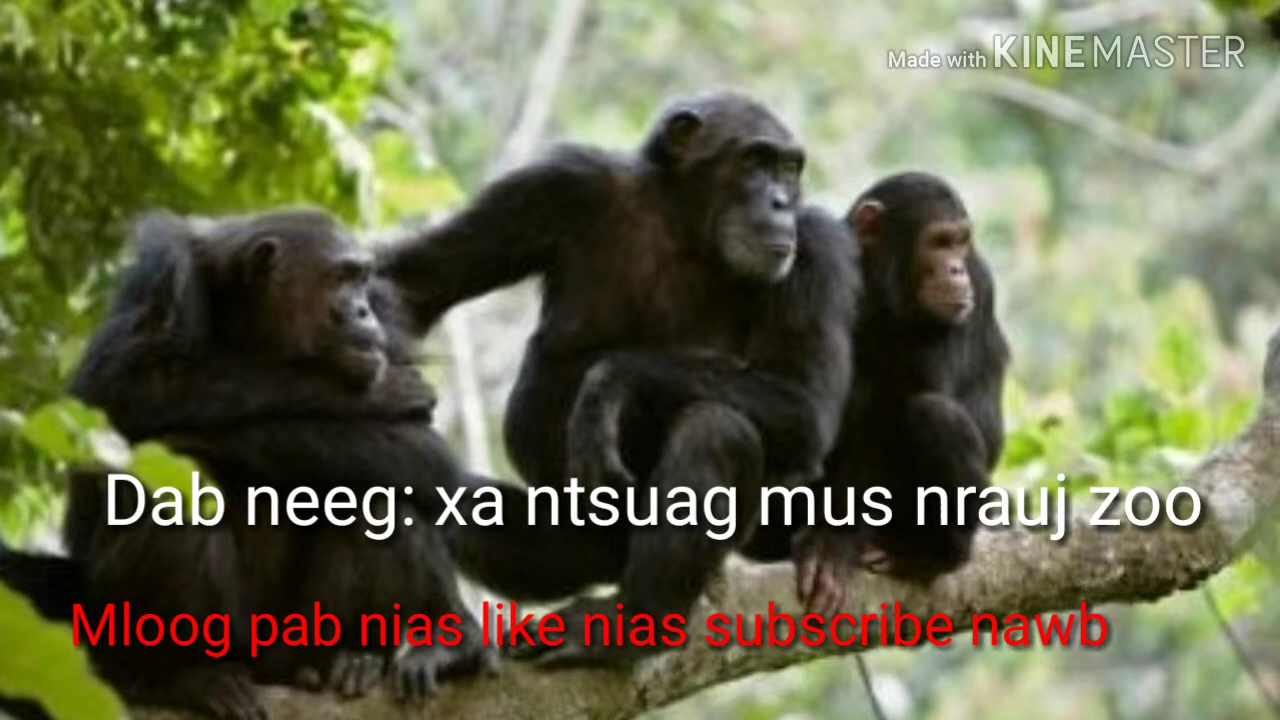 Made with KINEMASTER
Dab neeg: xa ntsuag mus nrauj zoo
Mloog pab nias like nias subscribe nawb